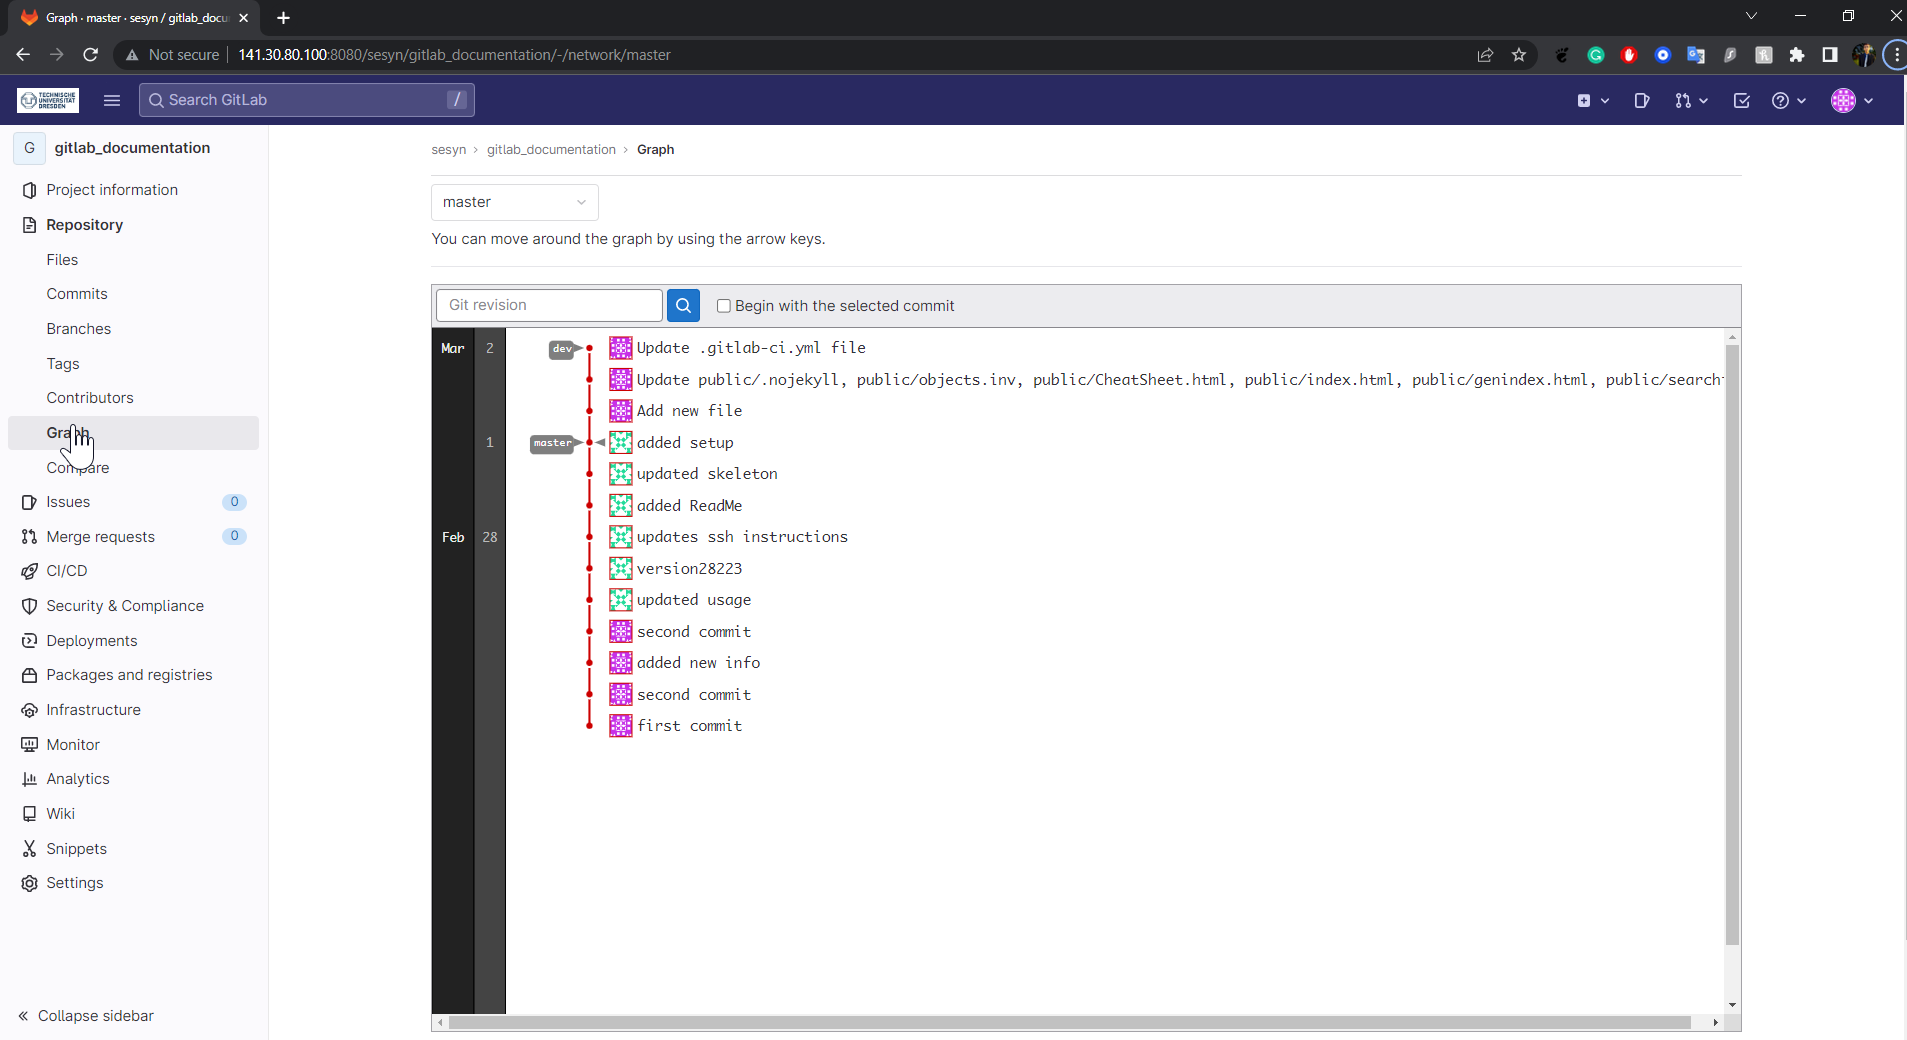 Graph · master · sesyn / gitlab_docu
Not secure 141.30.80.100:8080/sesyn/gitlab_documentation/-/network/master
TECHNISCHE UNIVERSITÄT DRESDEN
Search GitLab /
G gitlab_documentation
Project information
Repository
Files
Commits
Branches
Tags
Contributors
Graph
Compare
Issues 0
Merge requests 0
CI/CD
Security & Compliance
Deployments
Packages and registries
Infrastructure
Monitor
Analytics
Wiki
Snippets
Settings
Collapse sidebar
sesyn > gitlab_documentation > Graph
master
You can move around the graph by using the arrow keys.
Git revision Begin with the selected commit
Mar 2 dev Update .gitlab-ci.yml file
Update public/.nojekyll, public/objects.inv, public/CheatSheet.html, public/index.html, public/genindex.html, public/search
Add new file
1 master added setup
updated skeleton
added ReadMe
Feb 28 updates ssh instructions
version28223
updated usage
second commit
added new info
second commit
first commit